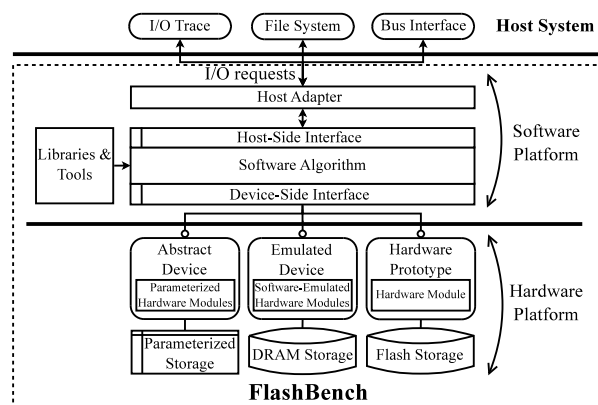 I/O Trace
File System
Bus Interface
Host System
I/O requests
Host Adapter
Host-Side Interface
Libraries &
Tools
Software Algorithm
Software
Platform
Device-Side Interface
Abstract
Device
Parameterized
Hardware Modules
Emulated
Device
Software-Emulated
Hardware Modules
Hardware
Prototype
Hardware Module
Hardware
Platform
Parameterized
Storage
DRAM Storage
Flash Storage
FlashBench